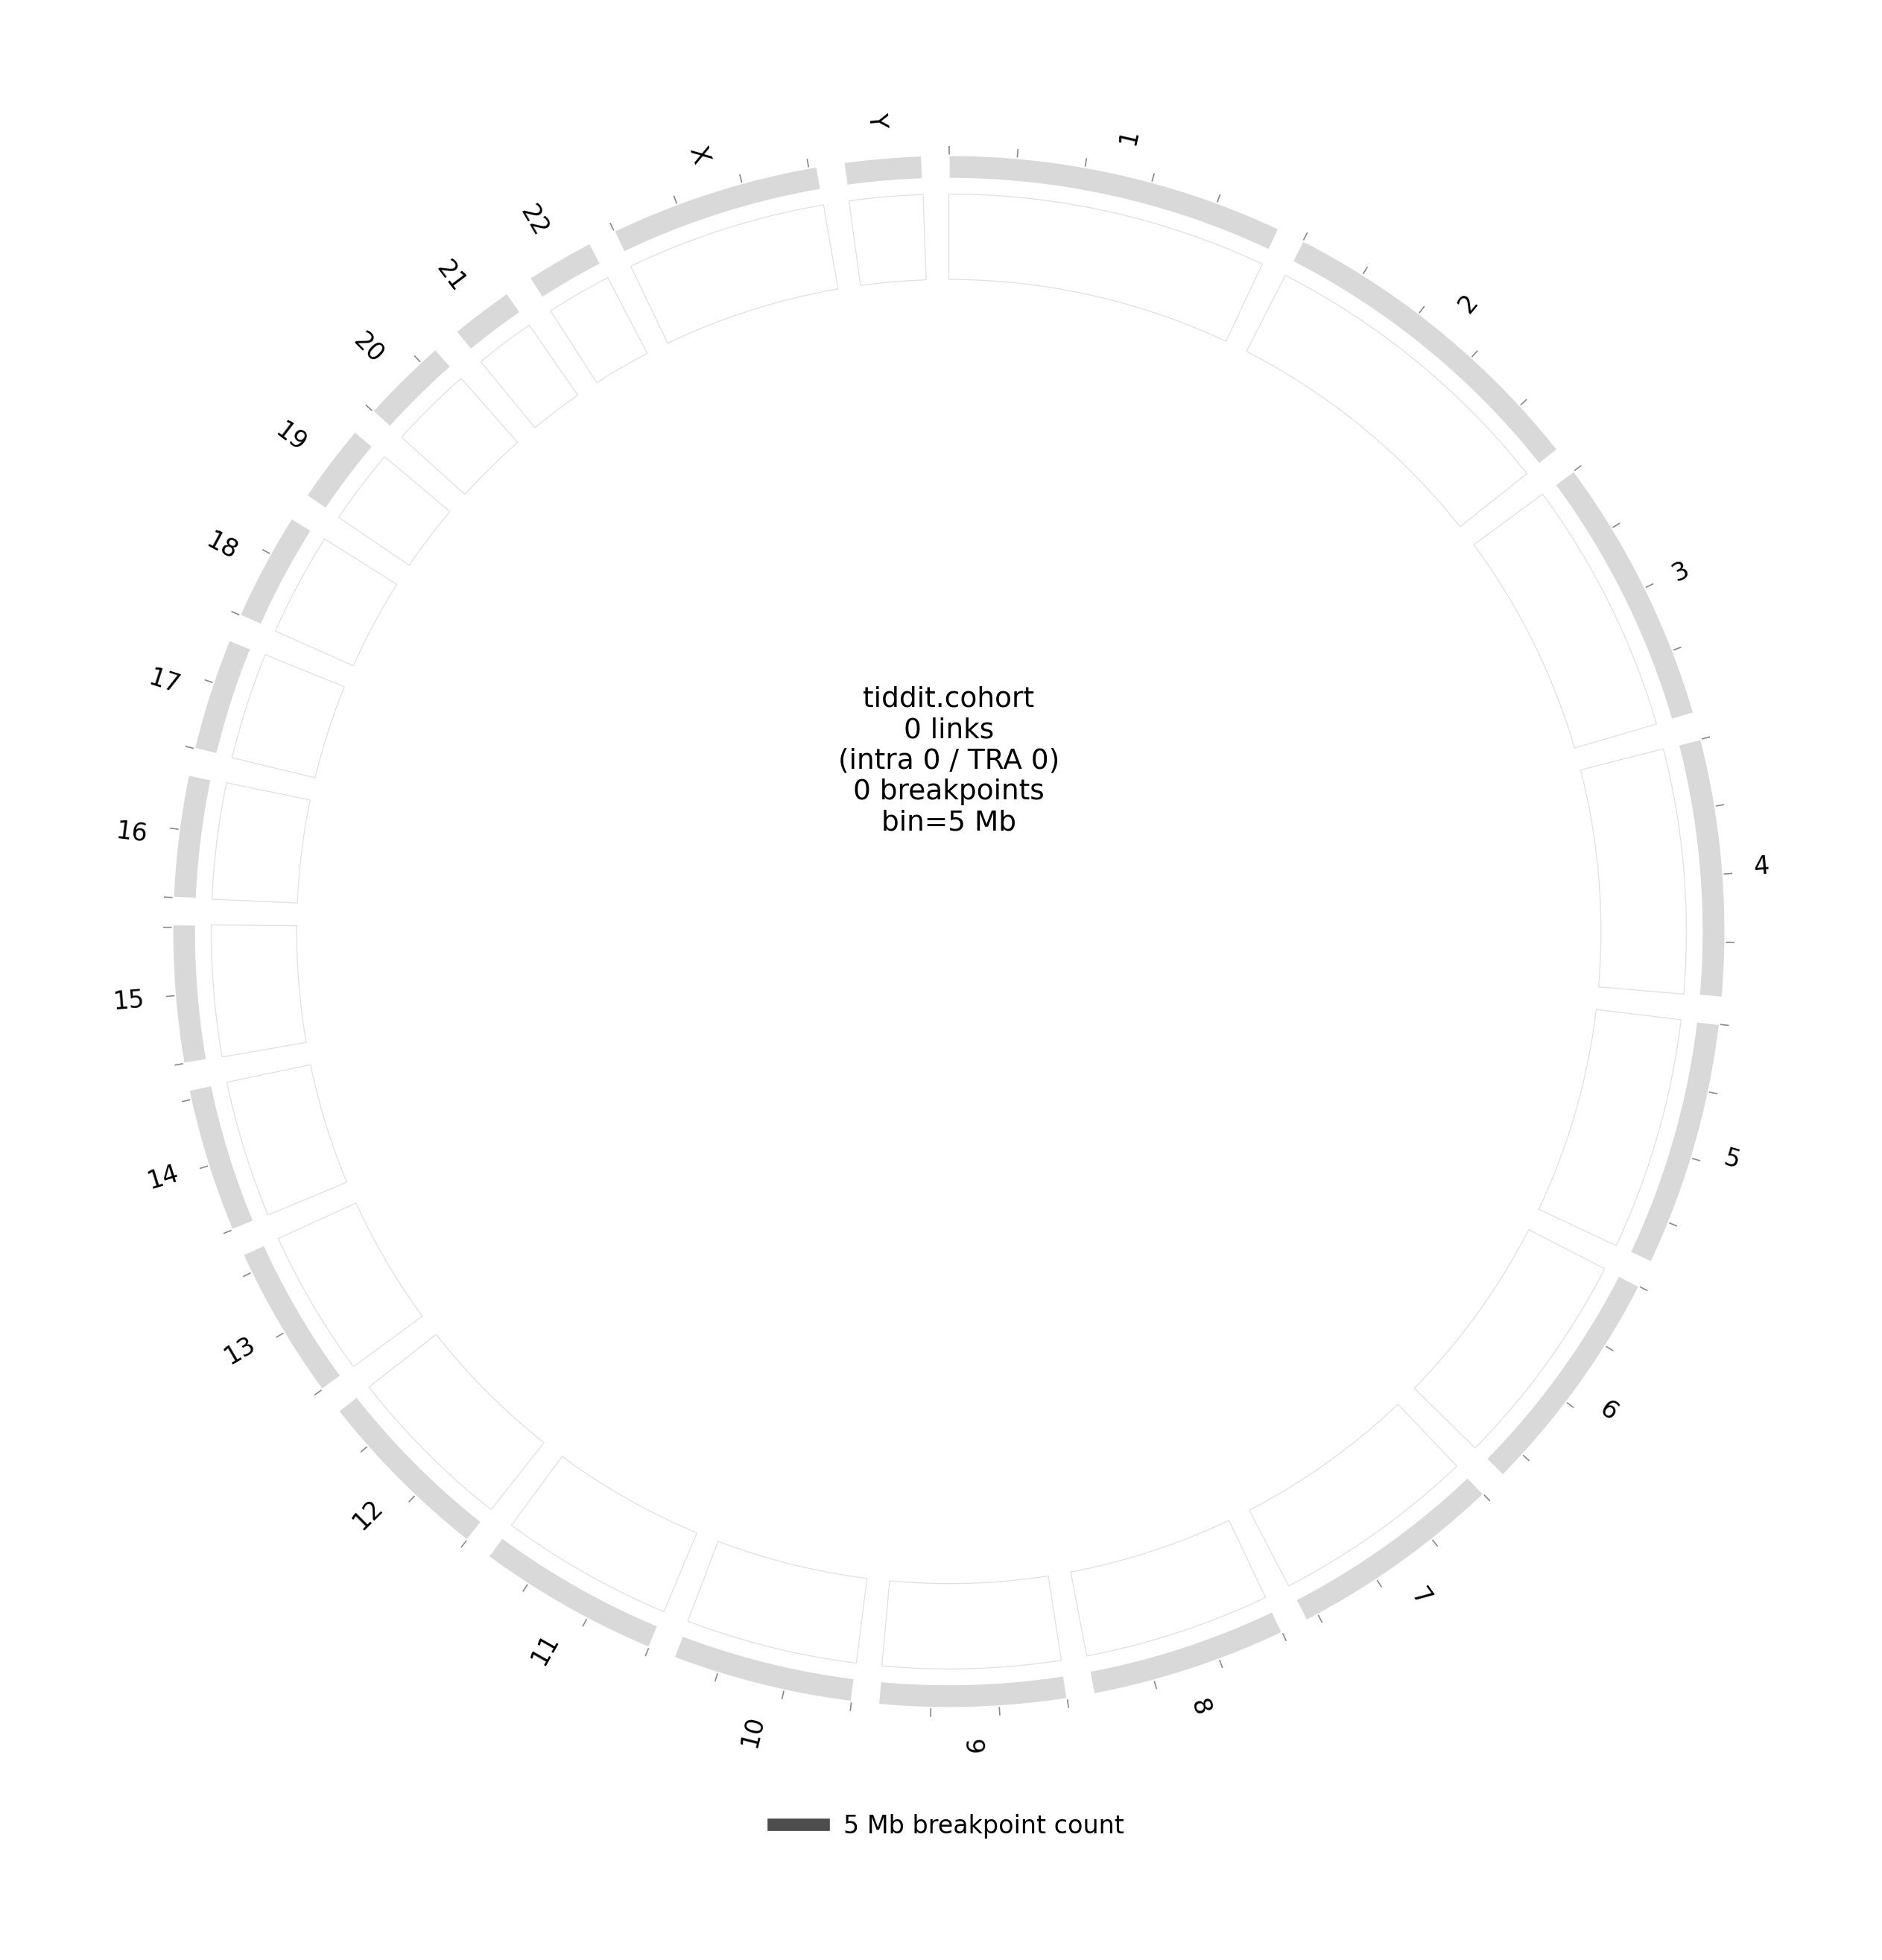 Y
1
X
2
22
21
20
3
19
18
17
4
16
15
5
14
13
6
12
7
11
8
10
9
tiddit.cohort
0 links
(intra 0 / TRA 0)
0 breakpoints
bin=5 Mb
5 Mb breakpoint count